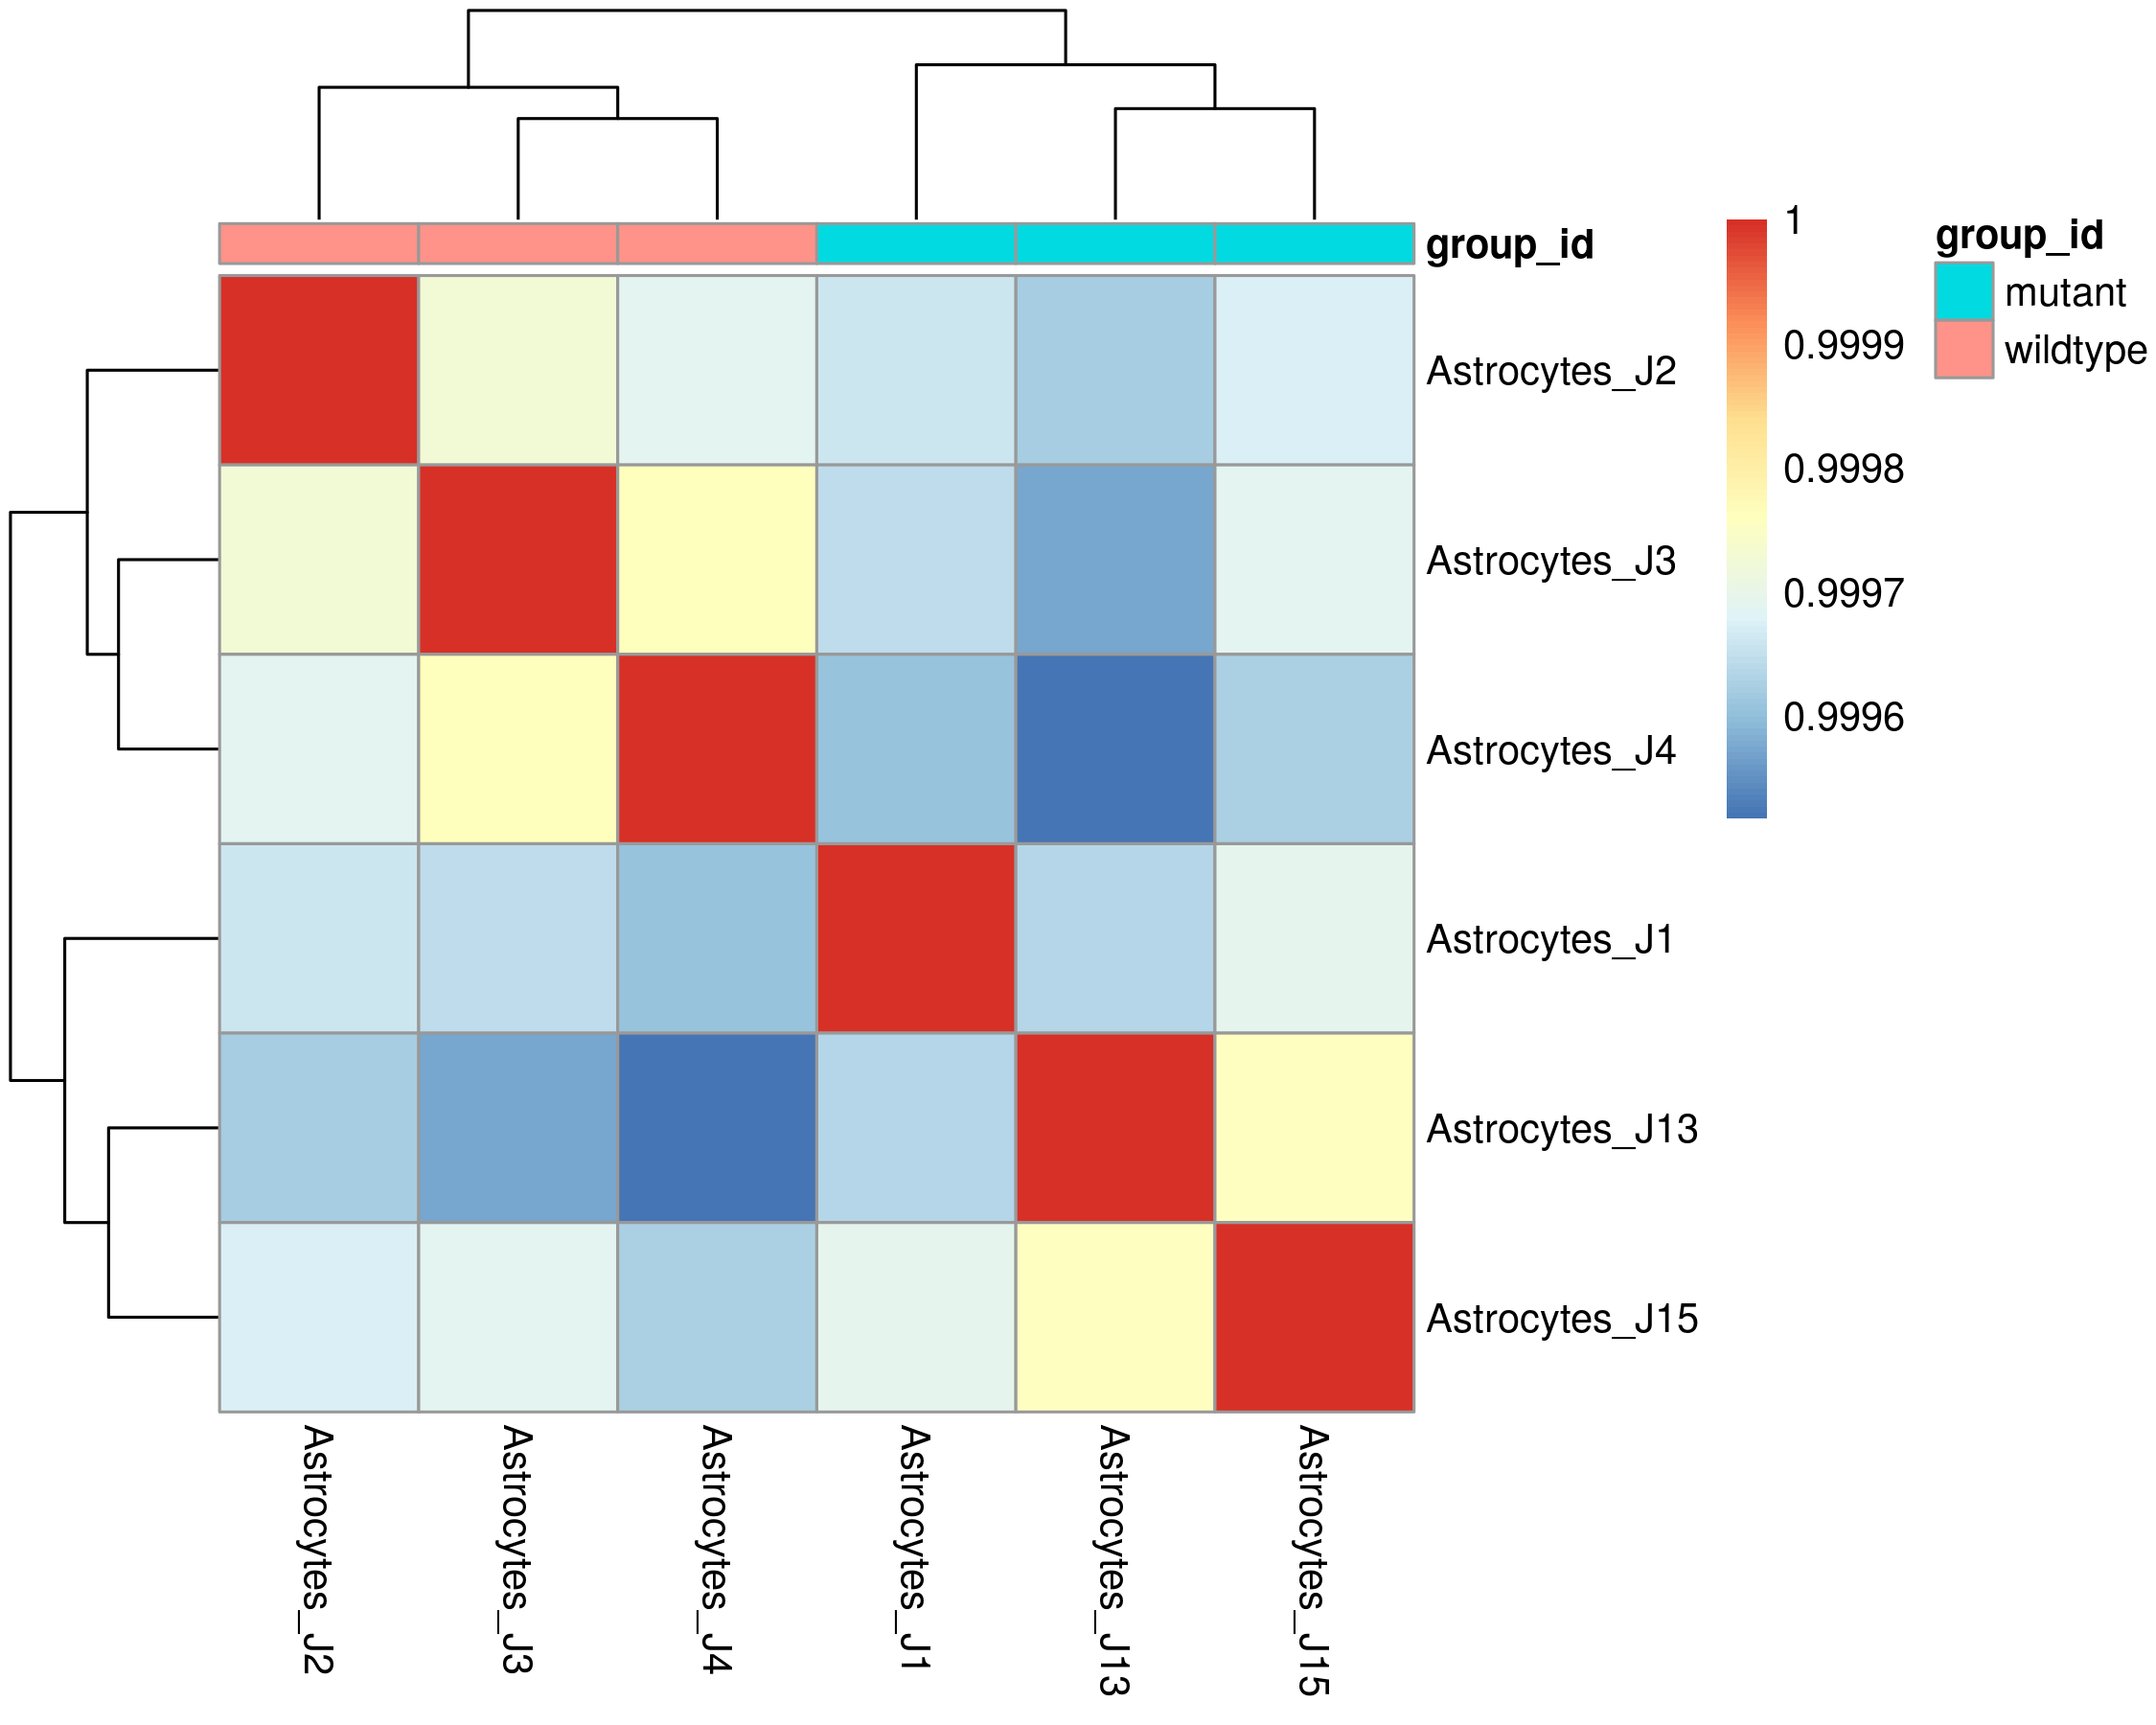 group_id
Astrocytes_J2
Astrocytes_J3
Astrocytes_J4
Astrocytes_J1
Astrocytes_J13
Astrocytes_J15
1
0.9999
0.9998
0.9997
0.9996
group_id
mutant
wildtype
Astrocytes_J2
Astrocytes_J3
Astrocytes_J4
Astrocytes_J1
Astrocytes_J13
Astrocytes_J15